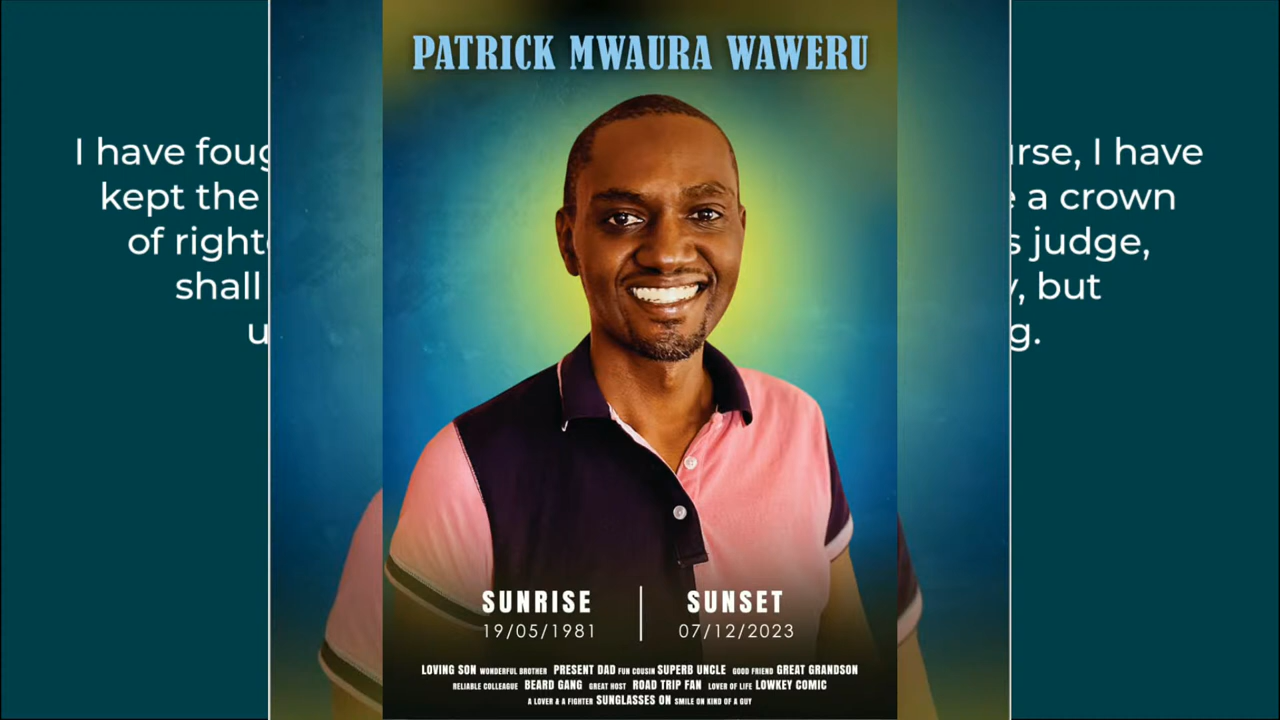 PATRICK MWAURA WAWERU
I have foug
urse, I have
kept the
e a crown
of righte
s judge,
shall
y, but
u
g.
SUNRISE | SUNSET
19/05/1981 07/12/2023
LOVING SON WONDERFUL BROTHER PRESENT DAD FUN COUSIN SUPERB UNCLE GOOD FRIEND GREAT GRANDSON
RELIABLE COLLEAGUE BEARD GANG GREAT HOST ROAD TRIP FAN LOVER OF LIFE LOWKEY COMIC
A LOVER & A FIGHTER SUNGLASSES ON SMILE ON KIND OF A GUY